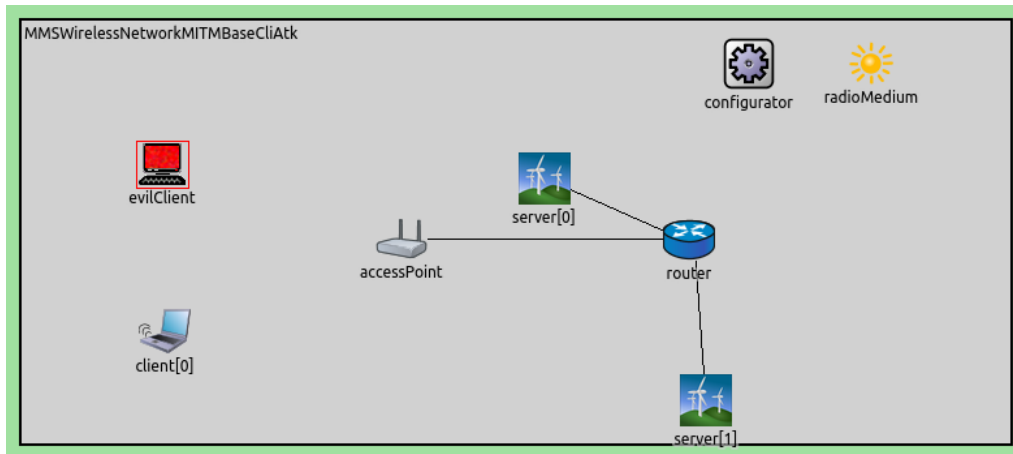 MMSWirelessNetworkMITMBaseCliAtk
configurator
radioMedium
evilClient
server[0]
accessPoint
router
client[0]
server[1]